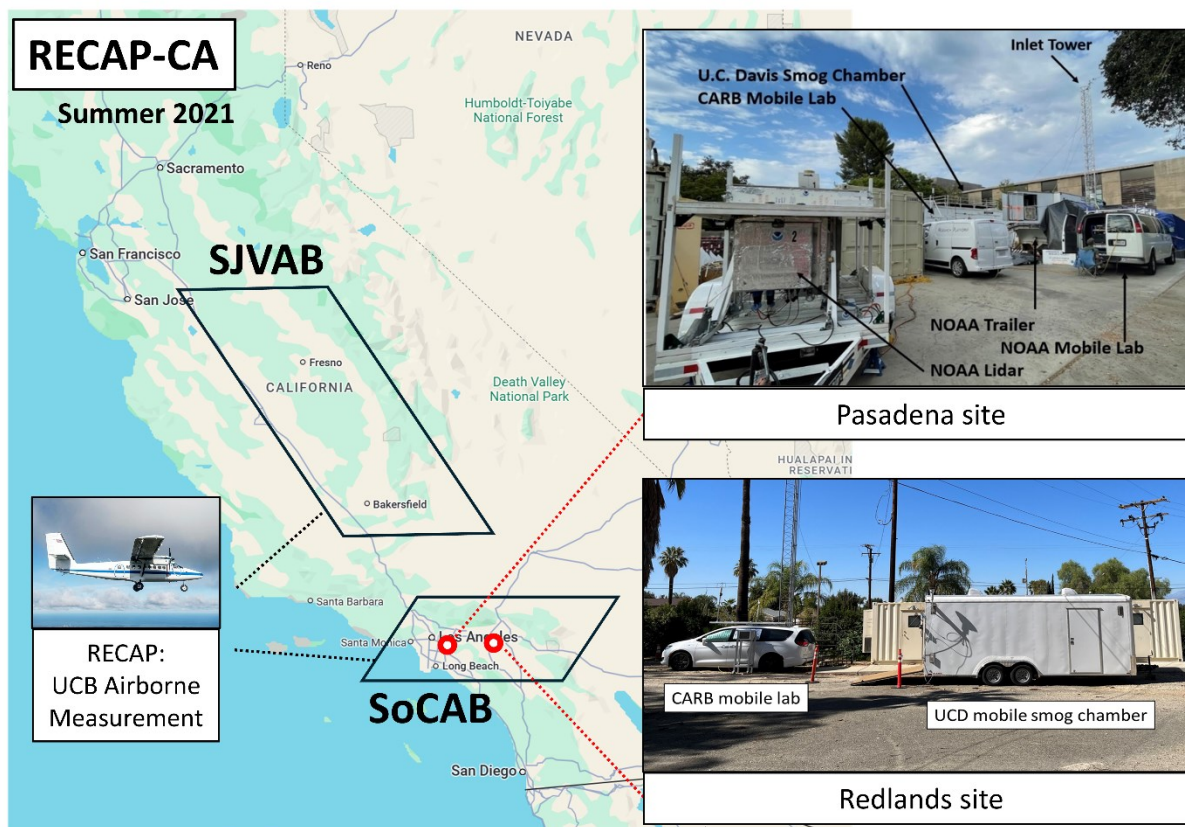 RECAP-CA
Summer 2021
NEVADA
Reno
Humboldt-Toiyabe
National Forest
Sacramento
San Francisco
San Jose
SJVAB
Fresno
CALIFORNIA
Death Valley
National Park
Bakersfield
HUALAPAI IN
RESERVATI
Santa Barbara
Santa Monica
Los Angeles
Long Beach
SoCAB
San Diego
RECAP:
UCB Airborne
Measurement
Inlet Tower
U.C. Davis Smog Chamber
CARB Mobile Lab
2
NOAA Trailer
NOAA Mobile Lab
NOAA Lidar
Pasadena site
CARB mobile lab
UCD mobile smog chamber
Redlands site